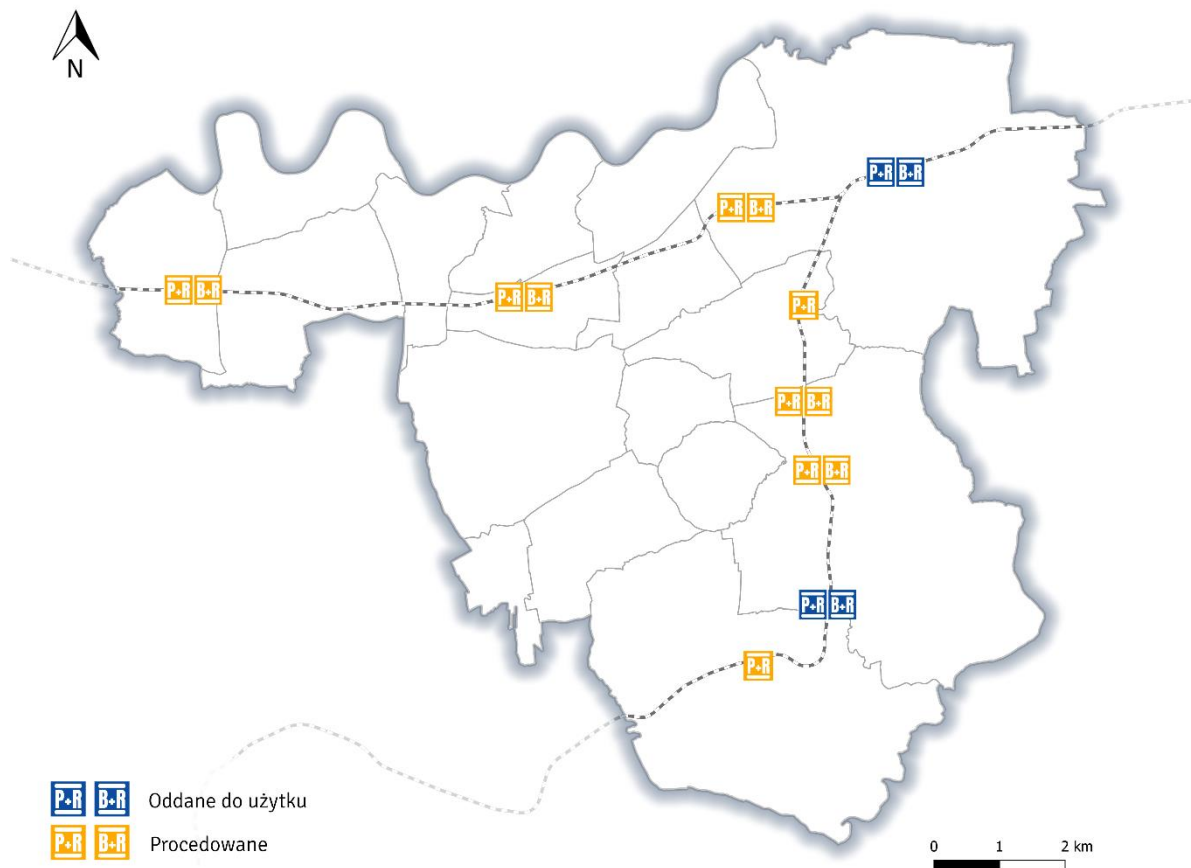 N
P+R B+R
P+R B+R
P+R B+R
P+R B+R
P+R
P+R B+R
P+R B+R
P+R B+R
P+R
P+R B+R Oddane do użytku
P+R B+R Procedowane
0 1 2 km